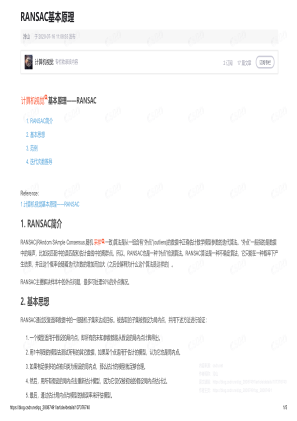 RANSAC基本原理
计算机视觉 专栏收录该内容
订阅专栏
计算机视觉基本原理——RANSAC
1. RANSAC简介
2. 基本思想
3. 范例
4. 迭代次数推导
Reference:
1.计算机视觉基本原理——RANSAC
1. RANSAC简介
RANSAC(RAndom SAmple Consensus,随机采样一致)算法是从一组含有“外点”(outliers)的数据中正确估计数学模型参数的迭代算法。“外点”一般指的是数据
中的噪声，比如说匹配中的误匹配和估计曲线中的离群点。所以，RANSAC也是一种“外点”检测算法。RANSAC算法是一种不确定算法，它只能在一种概率下产
生结果，并且这个概率会随着迭代次数的增加而加大（之后会解释为什么这个算法是这样的）。
RANSAC主要解决样本中的外点问题，最多可处理50%的外点情况。
2. 基本思想
RANSAC通过反复选择数据中的一组随机子集来达成目标。被选取的子集被假设为局内点，并用下述方法进行验证：
1. 一个模型适用于假设的局内点，即所有的未知参数都能从假设的局内点计算得出。
2. 用1中得到的模型去测试所有的其它数据，如果某个点适用于估计的模型，认为它也是局内点。
3. 如果有足够多的点被归类为假设的局内点，那么估计的模型就足够合理。
4. 然后，用所有假设的局内点去重新估计模型，因为它仅仅被初始的假设局内点估计过。
5. 最后，通过估计局内点与模型的错误率来评估模型。
1/5